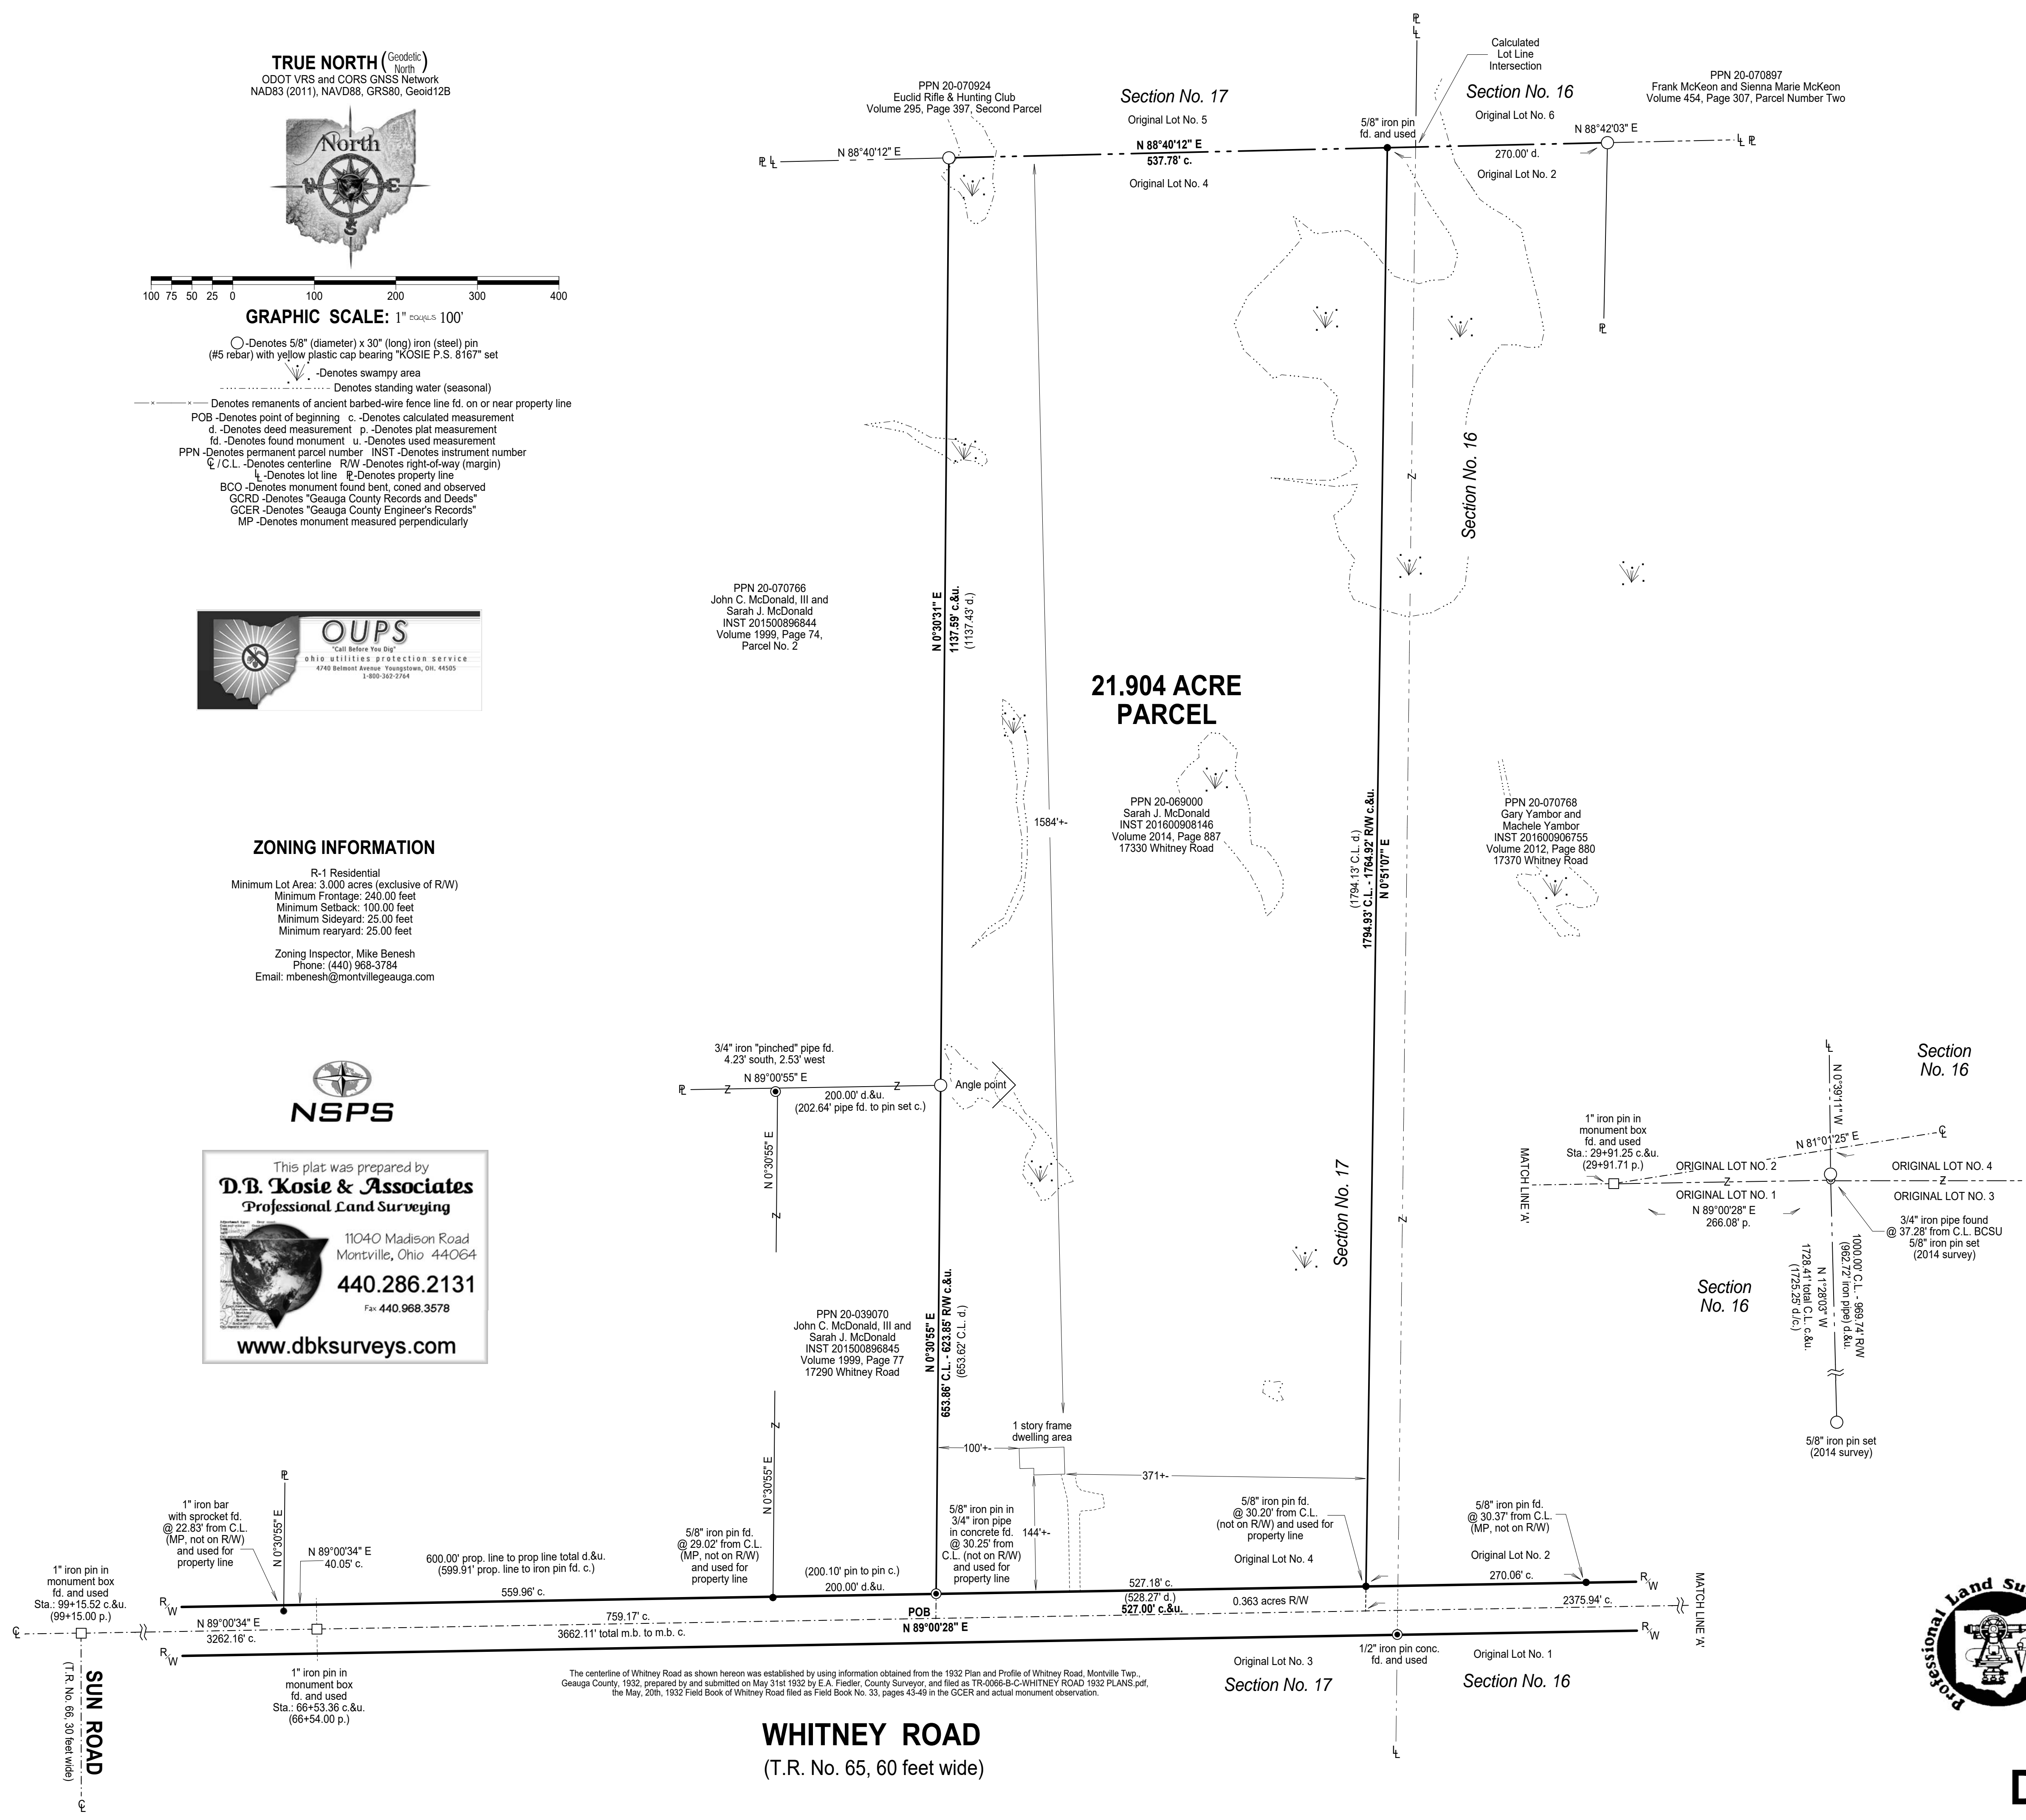 TRUE NORTH (Geodetic North)
ODOT VRS and CORS GNSS Network
NAD83 (2011), NAVD88, GRS80, Geoid12B
North
N
E
S
100 75 50 25 0 100 200 300 400
GRAPHIC SCALE: 1" EQUALS 100'
-Denotes 5/8" (diameter) x 30" (long) iron (steel) pin
(#5 rebar) with yellow plastic cap bearing "KOSIE P.S. 8167" set
-Denotes swampy area
Denotes standing water (seasonal)
Denotes remanents of ancient barbed-wire fence line fd. on or near property line
POB -Denotes point of beginning c. -Denotes calculated measurement
d. -Denotes deed measurement p. -Denotes plat measurement
fd. -Denotes found monument u. -Denotes used measurement
PPN -Denotes permanent parcel number INST -Denotes instrument number
℄ / C.L. -Denotes centerline R/W -Denotes right-of-way (margin)
LL -Denotes lot line PL-Denotes property line
BCO -Denotes monument found bent, coned and observed
GCRD -Denotes "Geauga County Records and Deeds"
GCER -Denotes "Geauga County Engineer's Records"
MP -Denotes monument measured perpendicularly
OUPS
"Call Before You Dig"
ohio utilities protection service
4740 Belmont Avenue Youngstown, OH. 44505
1-800-362-2764
ZONING INFORMATION
R-1 Residential
Minimum Lot Area: 3.000 acres (exclusive of R/W)
Minimum Frontage: 240.00 feet
Minimum Setback: 100.00 feet
Minimum Sideyard: 25.00 feet
Minimum rearyard: 25.00 feet
Zoning Inspector, Mike Benesh
Phone: (440) 968-3784
Email: mbenesh@montvillegeauga.com
NSPS
This plat was prepared by
D.B. Kosie & Associates
Professional Land Surveying
11040 Madison Road
Montville, Ohio 44064
440.286.2131
Fax 440.968.3578
www.dbksurveys.com
PPN 20-070924
Euclid Rifle & Hunting Club
Volume 295, Page 397, Second Parcel
Section No. 17
Original Lot No. 5
N 88°40'12" E
N 88°40'12" E
537.78' c.
Original Lot No. 4
5/8" iron pin
fd. and used
Calculated
Lot Line
Intersection
Section No. 16
Original Lot No. 6
PPN 20-070897
Frank McKeon and Sienna Marie McKeon
Volume 454, Page 307, Parcel Number Two
N 88°42'03" E
270.00' d.
Original Lot No. 2
Section No. 16
PPN 20-070766
John C. McDonald, III and
Sarah J. McDonald
INST 201500896844
Volume 1999, Page 74,
Parcel No. 2
N 0°30'31" E
1137.59' c.&u.
(1137.43' d.)
21.904 ACRE
PARCEL
1584'+-
PPN 20-069000
Sarah J. McDonald
INST 201600908146
Volume 2014, Page 887
17330 Whitney Road
(1794.13' C.L. d.)
1794.93' C.L. - 1764.92' R/W c.&u.
N 0°51'07" E
PPN 20-070768
Gary Yambor and
Machele Yambor
INST 201600906755
Volume 2012, Page 880
17370 Whitney Road
3/4" iron "pinched" pipe fd.
4.23' south, 2.53' west
N 89°00'55" E
200.00' d.&u.
(202.64' pipe fd. to pin set c.)
Angle point
N 0°30'55" E
Section No. 17
PPN 20-039070
John C. McDonald, III and
Sarah J. McDonald
INST 201500896845
Volume 1999, Page 77
17290 Whitney Road
N 0°30'55" E
653.86' C.L. - 623.85' R/W c.&u.
(653.62' C.L. d.)
1 story frame
dwelling area
100'+-
371+-
144'+-
N 0°30'55" E
Section
No. 16
N 0°39'11" W
1" iron pin in
monument box
fd. and used
Sta.: 29+91.25 c.&u.
(29+91.71 p.)
N 81°01'25" E
MATCH LINE 'A'
ORIGINAL LOT NO. 2
ORIGINAL LOT NO. 4
ORIGINAL LOT NO. 1
ORIGINAL LOT NO. 3
N 89°00'28" E
266.08' p.
3/4" iron pipe found
@ 37.28' from C.L. BCSU
5/8" iron pin set
(2014 survey)
1000.00' C.L. - 969.74' R/W
(962.72' iron pipe) d.&u.
N 1°28'03" W
1728.41' total C.L. c.&u.
(1725.25' d./c.)
Section
No. 16
5/8" iron pin set
(2014 survey)
1" iron pin in
monument box
fd. and used
Sta.: 99+15.52 c.&u.
(99+15.00 p.)
1" iron bar
with sprocket fd.
@ 22.83' from C.L.
(MP, not on R/W)
and used for
property line
N 0°30'55" E
N 89°00'34" E
40.05' c.
600.00' prop. line to prop line total d.&u.
(599.91' prop. line to iron pin fd. c.)
559.96' c.
5/8" iron pin fd.
@ 29.02' from C.L.
(MP, not on R/W)
and used for
property line
(200.10' pin to pin c.)
200.00' d.&u.
5/8" iron pin in
3/4" iron pipe
in concrete fd.
@ 30.25' from
C.L. (not on R/W)
and used for
property line
5/8" iron pin fd.
@ 30.20' from C.L.
(not on R/W) and used for
property line
Original Lot No. 4
5/8" iron pin fd.
@ 30.37' from C.L.
(MP, not on R/W)
Original Lot No. 2
527.18' c.
(528.27' d.)
527.00' c.&u.
0.363 acres R/W
270.06' c.
2375.94' c.
MATCH LINE 'A'
R/W
R/W
N 89°00'34" E
3262.16' c.
759.17' c.
3662.11' total m.b. to m.b. c.
POB
N 89°00'28" E
R/W
R/W
1/2" iron pin conc.
fd. and used
Original Lot No. 3
Section No. 17
Original Lot No. 1
Section No. 16
1" iron pin in
monument box
fd. and used
Sta.: 66+53.36 c.&u.
(66+54.00 p.)
SUN ROAD
(T.R. No. 66, 30 feet wide)
The centerline of Whitney Road as shown hereon was established by using information obtained from the 1932 Plan and Profile of Whitney Road, Montville Twp.,
Geauga County, 1932, prepared by and submitted on May 31st 1932 by E.A. Fiedler, County Surveyor, and filed as TR-0066-B-C-WHITNEY ROAD 1932 PLANS.pdf,
the May, 20th, 1932 Field Book of Whitney Road filed as Field Book No. 33, pages 43-49 in the GCER and actual monument observation.
WHITNEY ROAD
(T.R. No. 65, 60 feet wide)
Professional Land Su